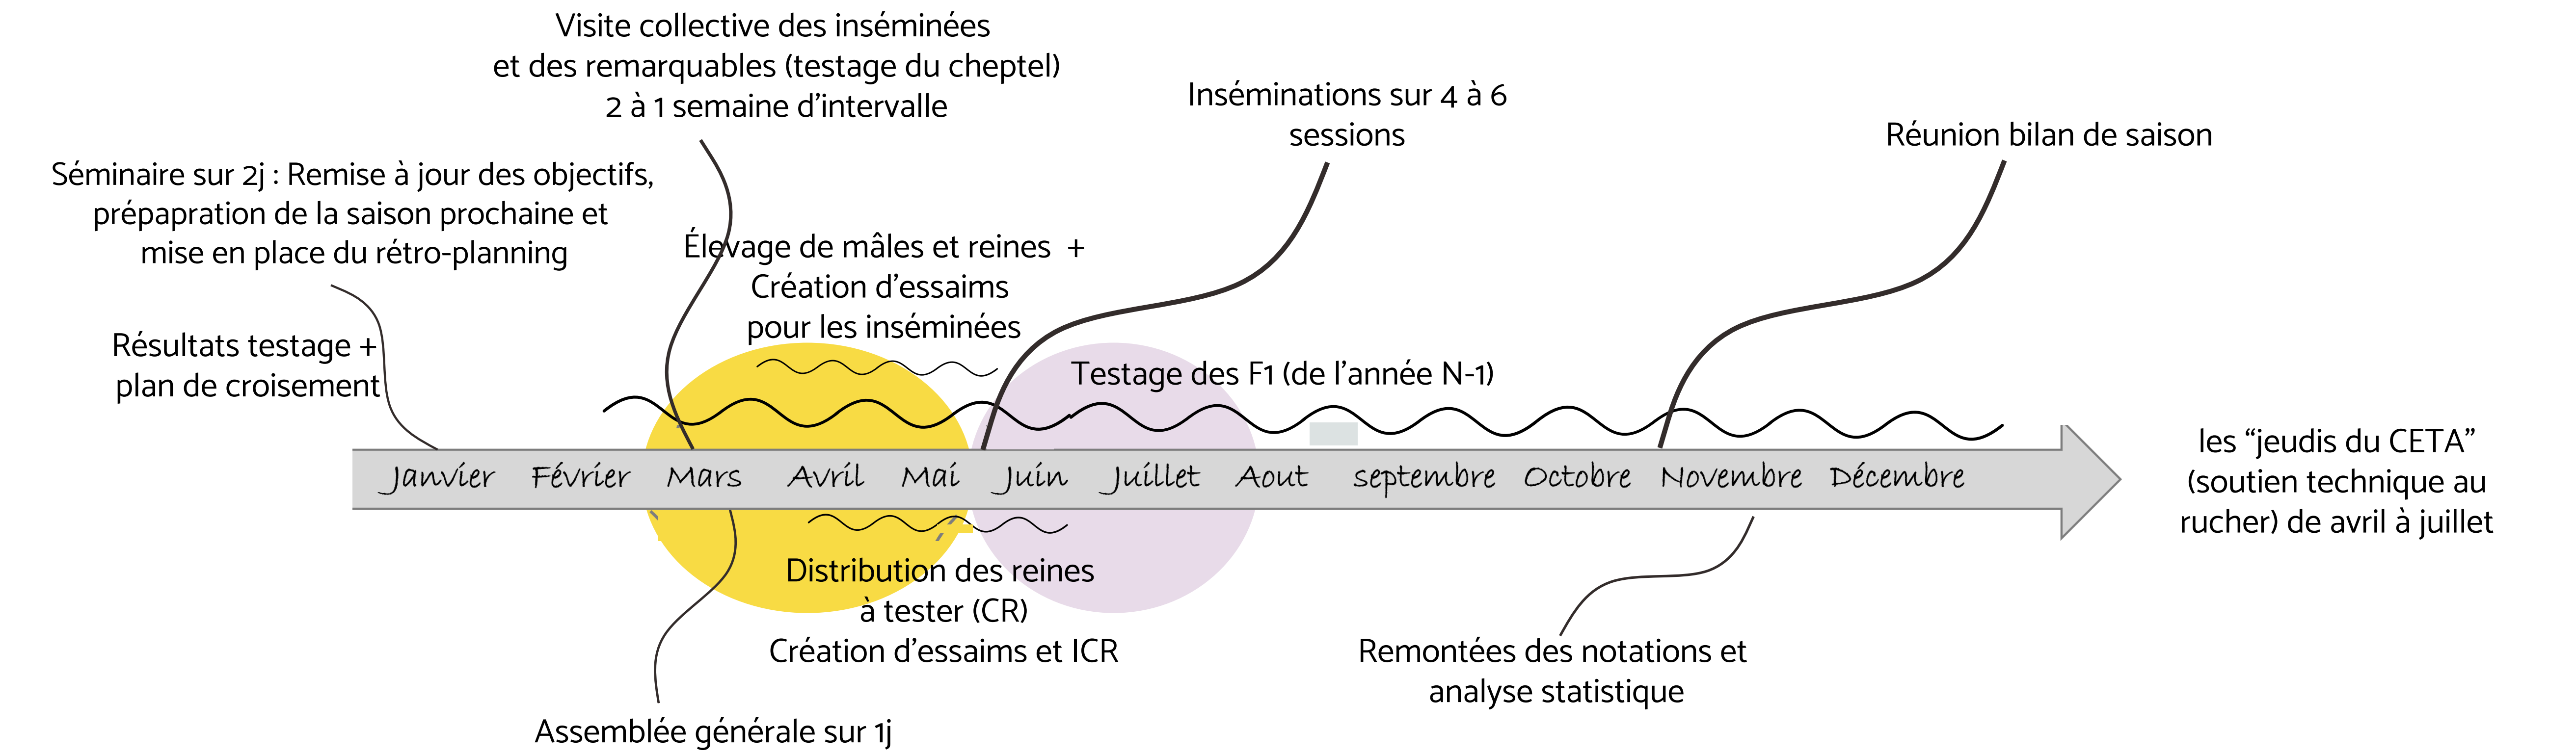 Visite collective des inséminées
et des remarquables (testage du cheptel)
2 à 1 semaine d'intervalle
Inséminations sur 4 à 6
sessions
Réunion bilan de saison
Séminaire sur 2j : Remise à jour des objectifs,
prépapration de la saison prochaine et
mise en place du rétro-planning
Élevage de mâles et reines +
Création d'essaims
pour les inséminées
Résultats testage +
plan de croisement
Testage des F1 (de l'année N-1)
Janvier Février Mars Avril Mai Juin Juillet Aout septembre Octobre Novembre Décembre
les “jeudis du CETA”
(soutien technique au
rucher) de avril à juillet
Distribution des reines
à tester (CR)
Création d'essaims et ICR
Remontées des notations et
analyse statistique
Assemblée générale sur 1j